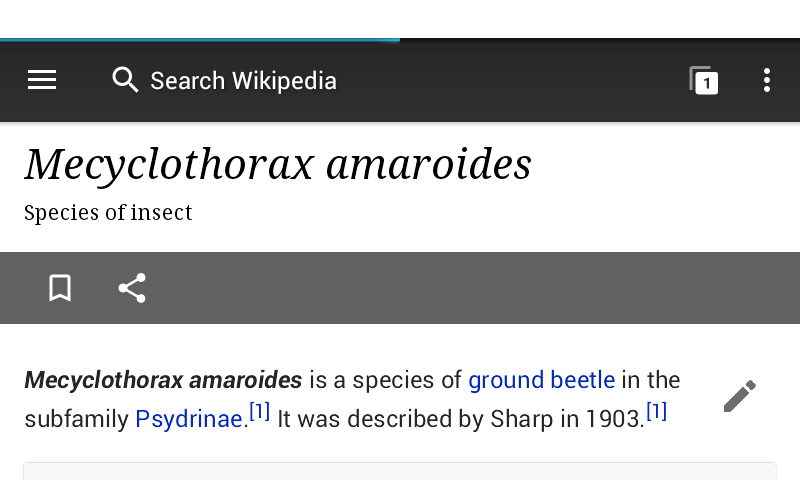 Search Wikipedia
1
Mecyclothorax amaroides
Species of insect
Mecyclothorax amaroides is a species of ground beetle in the
subfamily Psydrinae.[1] It was described by Sharp in 1903.[1]